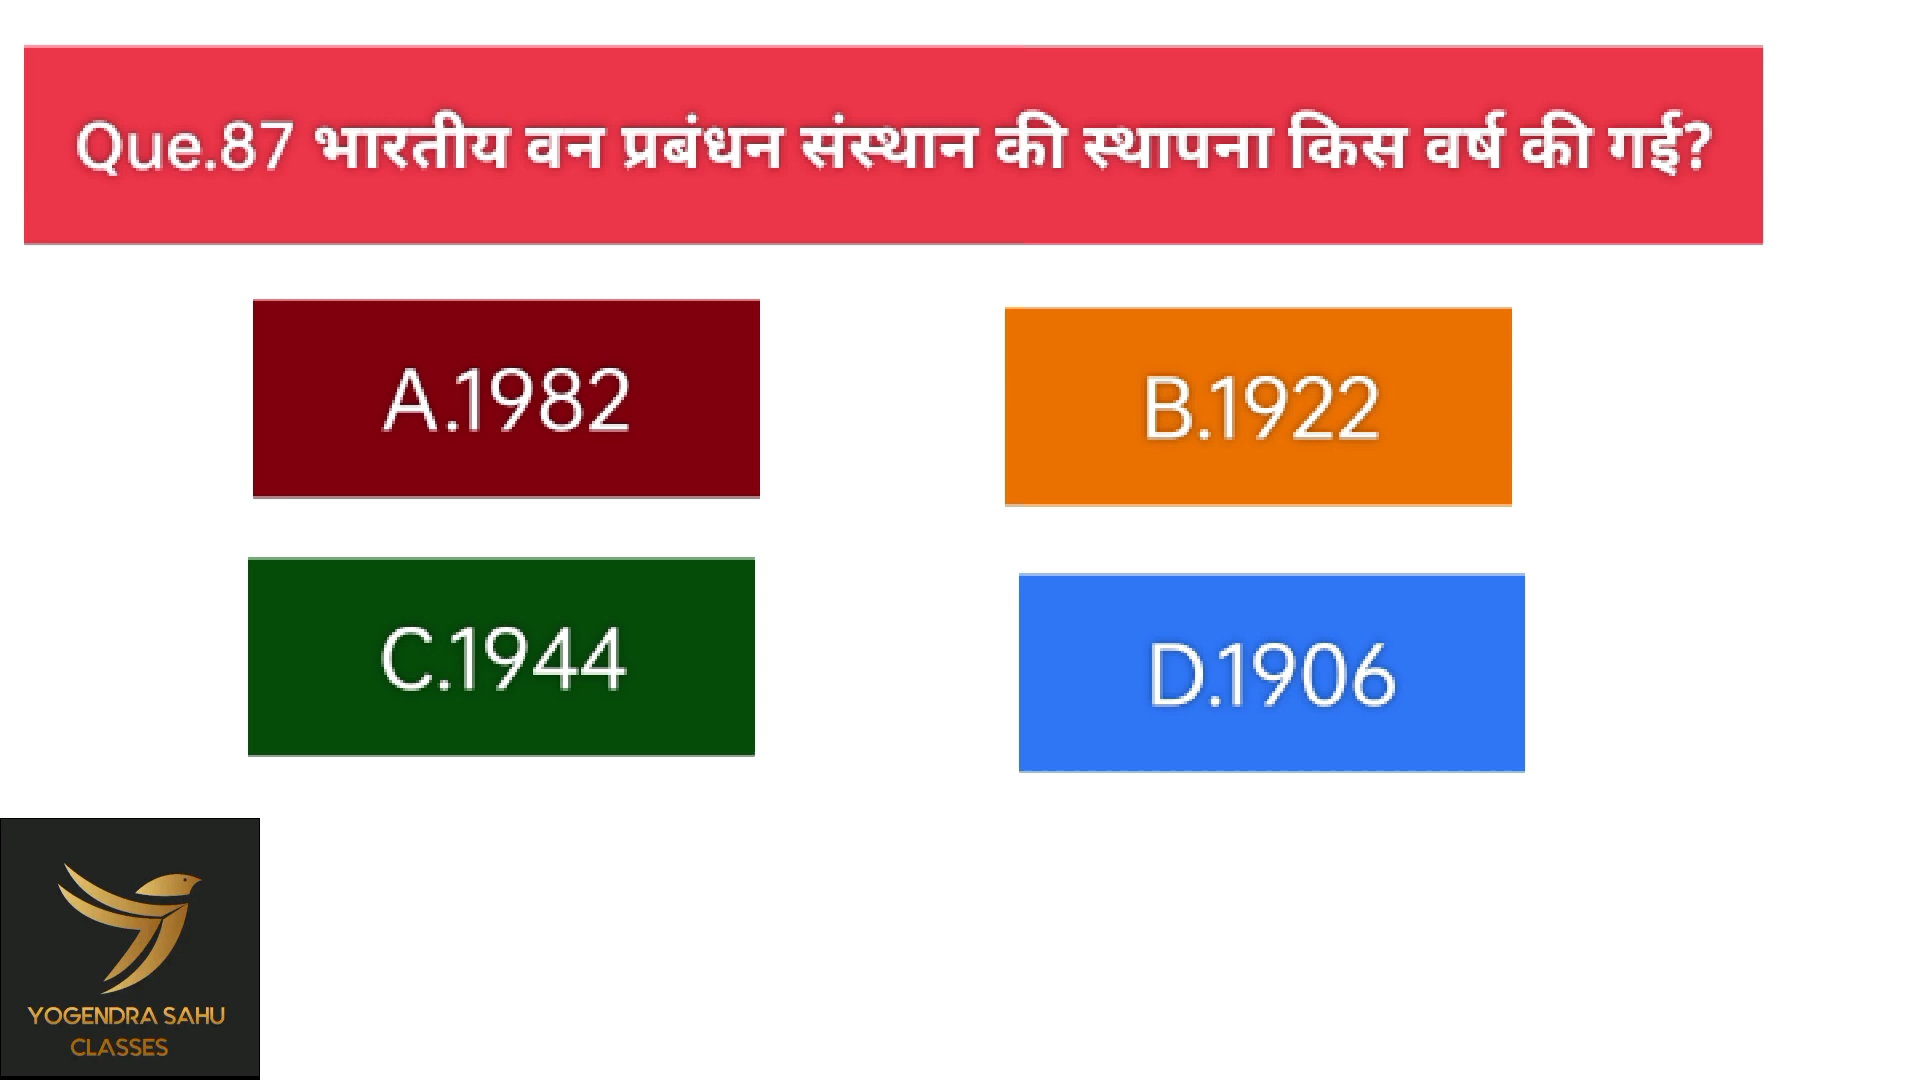 Que.87 भारतीय वन प्रबंधन संस्थान की स्थापना किस वर्ष की गई?
A.1982
B.1922
C.1944
D.1906
YOGENDRA SAHU
CLASSES